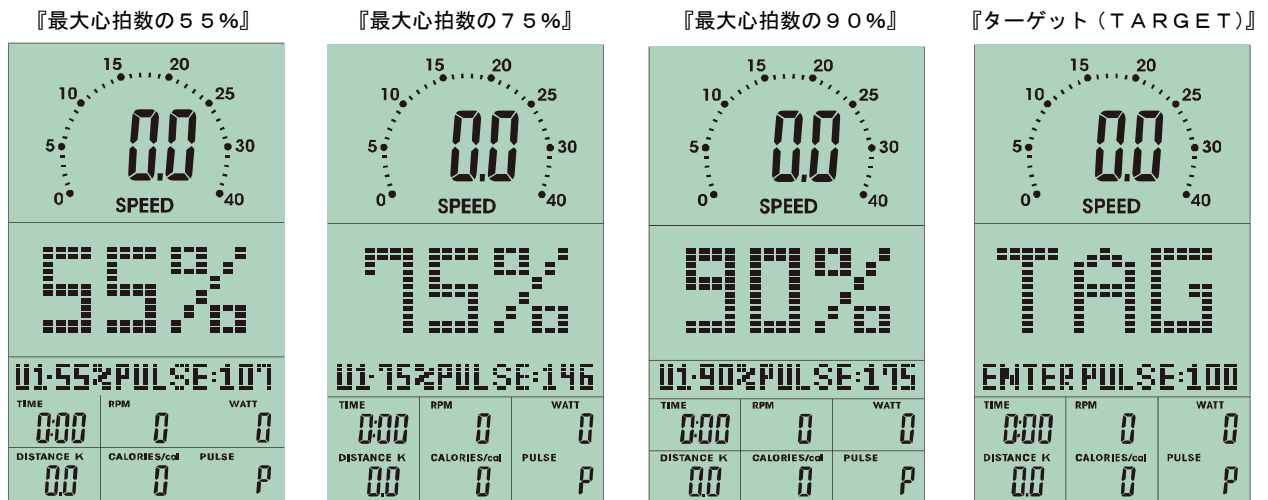 『最大心拍数の５５%』
15 20
10 25
5 0.0 30
0 SPEED 40
55%
U1-55%PULSE:107
TIME RPM WATT
0:00 0 0
DISTANCE K CALORIES/cal PULSE
0.0 0 P
『最大心拍数の７５%』
15 20
10 25
5 0.0 30
0 SPEED 40
75%
U1-75%PULSE:146
TIME RPM WATT
0:00 0 0
DISTANCE K CALORIES/cal PULSE
0.0 0 P
『最大心拍数の９０%』
15 20
10 25
5 0.0 30
0 SPEED 40
90%
U1-90%PULSE:175
TIME RPM WATT
0:00 0 0
DISTANCE K CALORIES/cal PULSE
0.0 0 P
『ターゲット（ＴＡＲＧＥＴ）』
15 20
10 25
5 0.0 30
0 SPEED 40
TAG
ENTER PULSE:100
TIME RPM WATT
0:00 0 0
DISTANCE K CALORIES/cal PULSE
0.0 0 P